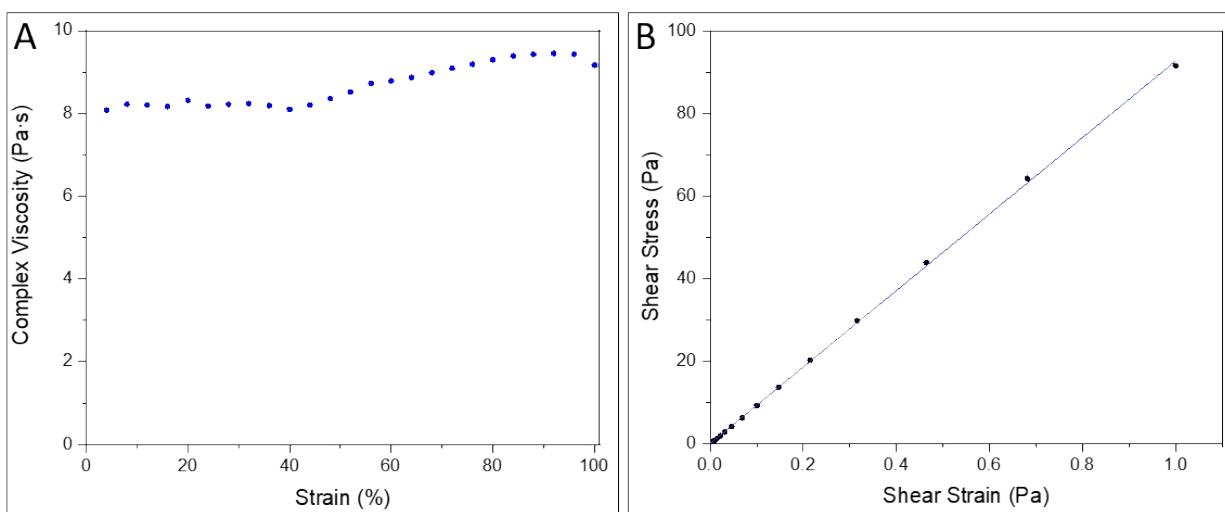 A
10
8
6
4
2
0
Complex Viscosity (Pa·s)
0 20 40 60 80 100
Strain (%)
B
100
80
60
40
20
0
Shear Stress (Pa)
0.0 0.2 0.4 0.6 0.8 1.0
Shear Strain (Pa)